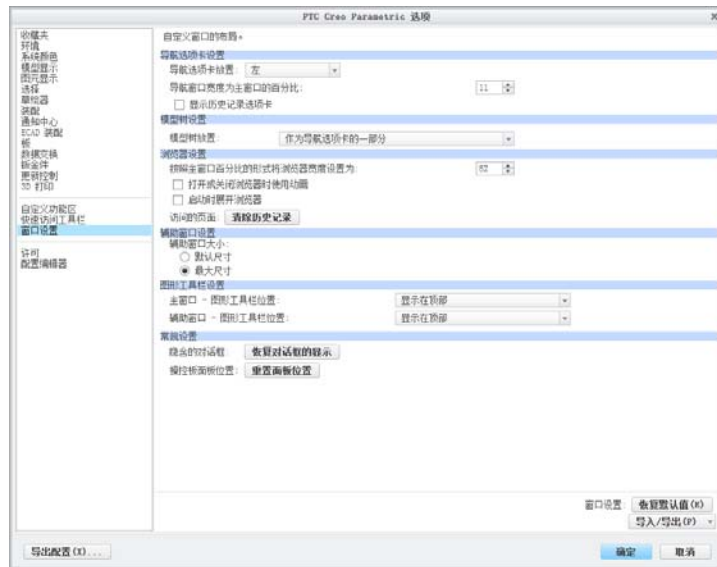 PTC Creo Parametric 选项
收藏夹
环境
系统颜色
模型显示
图元显示
选择
草绘器
装配
通知中心
ECAD 装配
板
数据交换
钣金件
更新控制
3D 打印
自定义功能区
快速访问工具栏
窗口设置
许可
配置编辑器
自定义窗口的布局。
导航选项卡设置
导航选项卡放置: 左
导航窗口宽度为主窗口的百分比: 11
显示历史记录选项卡
模型树设置
模型树放置: 作为导航选项卡的一部分
浏览器设置
按照主窗口百分比的形式将浏览器宽度设置为:
打开或关闭浏览器时使用动画
启动时展开浏览器
访问的页面: 清除历史记录
辅助窗口设置
辅助窗口大小:
默认尺寸
最大尺寸
图形工具栏设置
主窗口 - 图形工具栏位置: 显示在顶部
辅助窗口 - 图形工具栏位置: 显示在顶部
常规设置
隐含的对话框: 恢复对话框的显示
操控板面板位置: 重置面板位置
窗口设置: 恢复默认值(R)
导入/导出(P)
导出配置(X)...
确定
取消